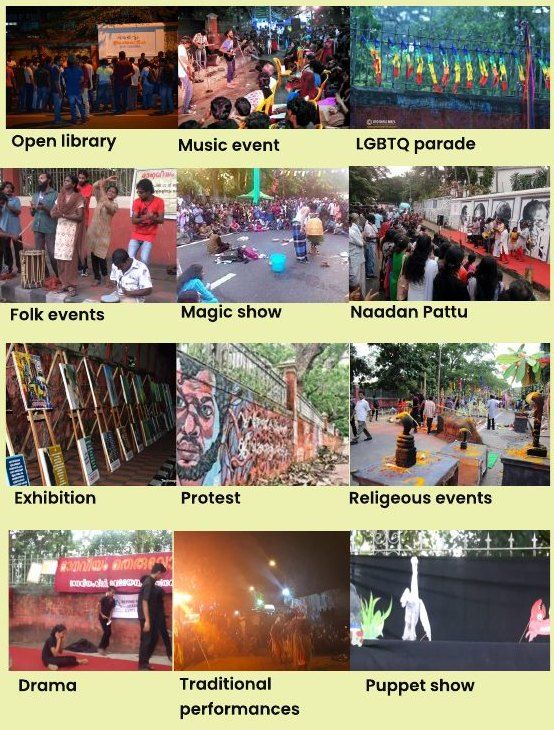 Open library
Music event
LGBTQ parade
Folk events
Magic show
Naadan Pattu
Exhibition
Protest
Religeous events
മാനവീയം തെരുവോ
Drama
Traditional
performances
Puppet show